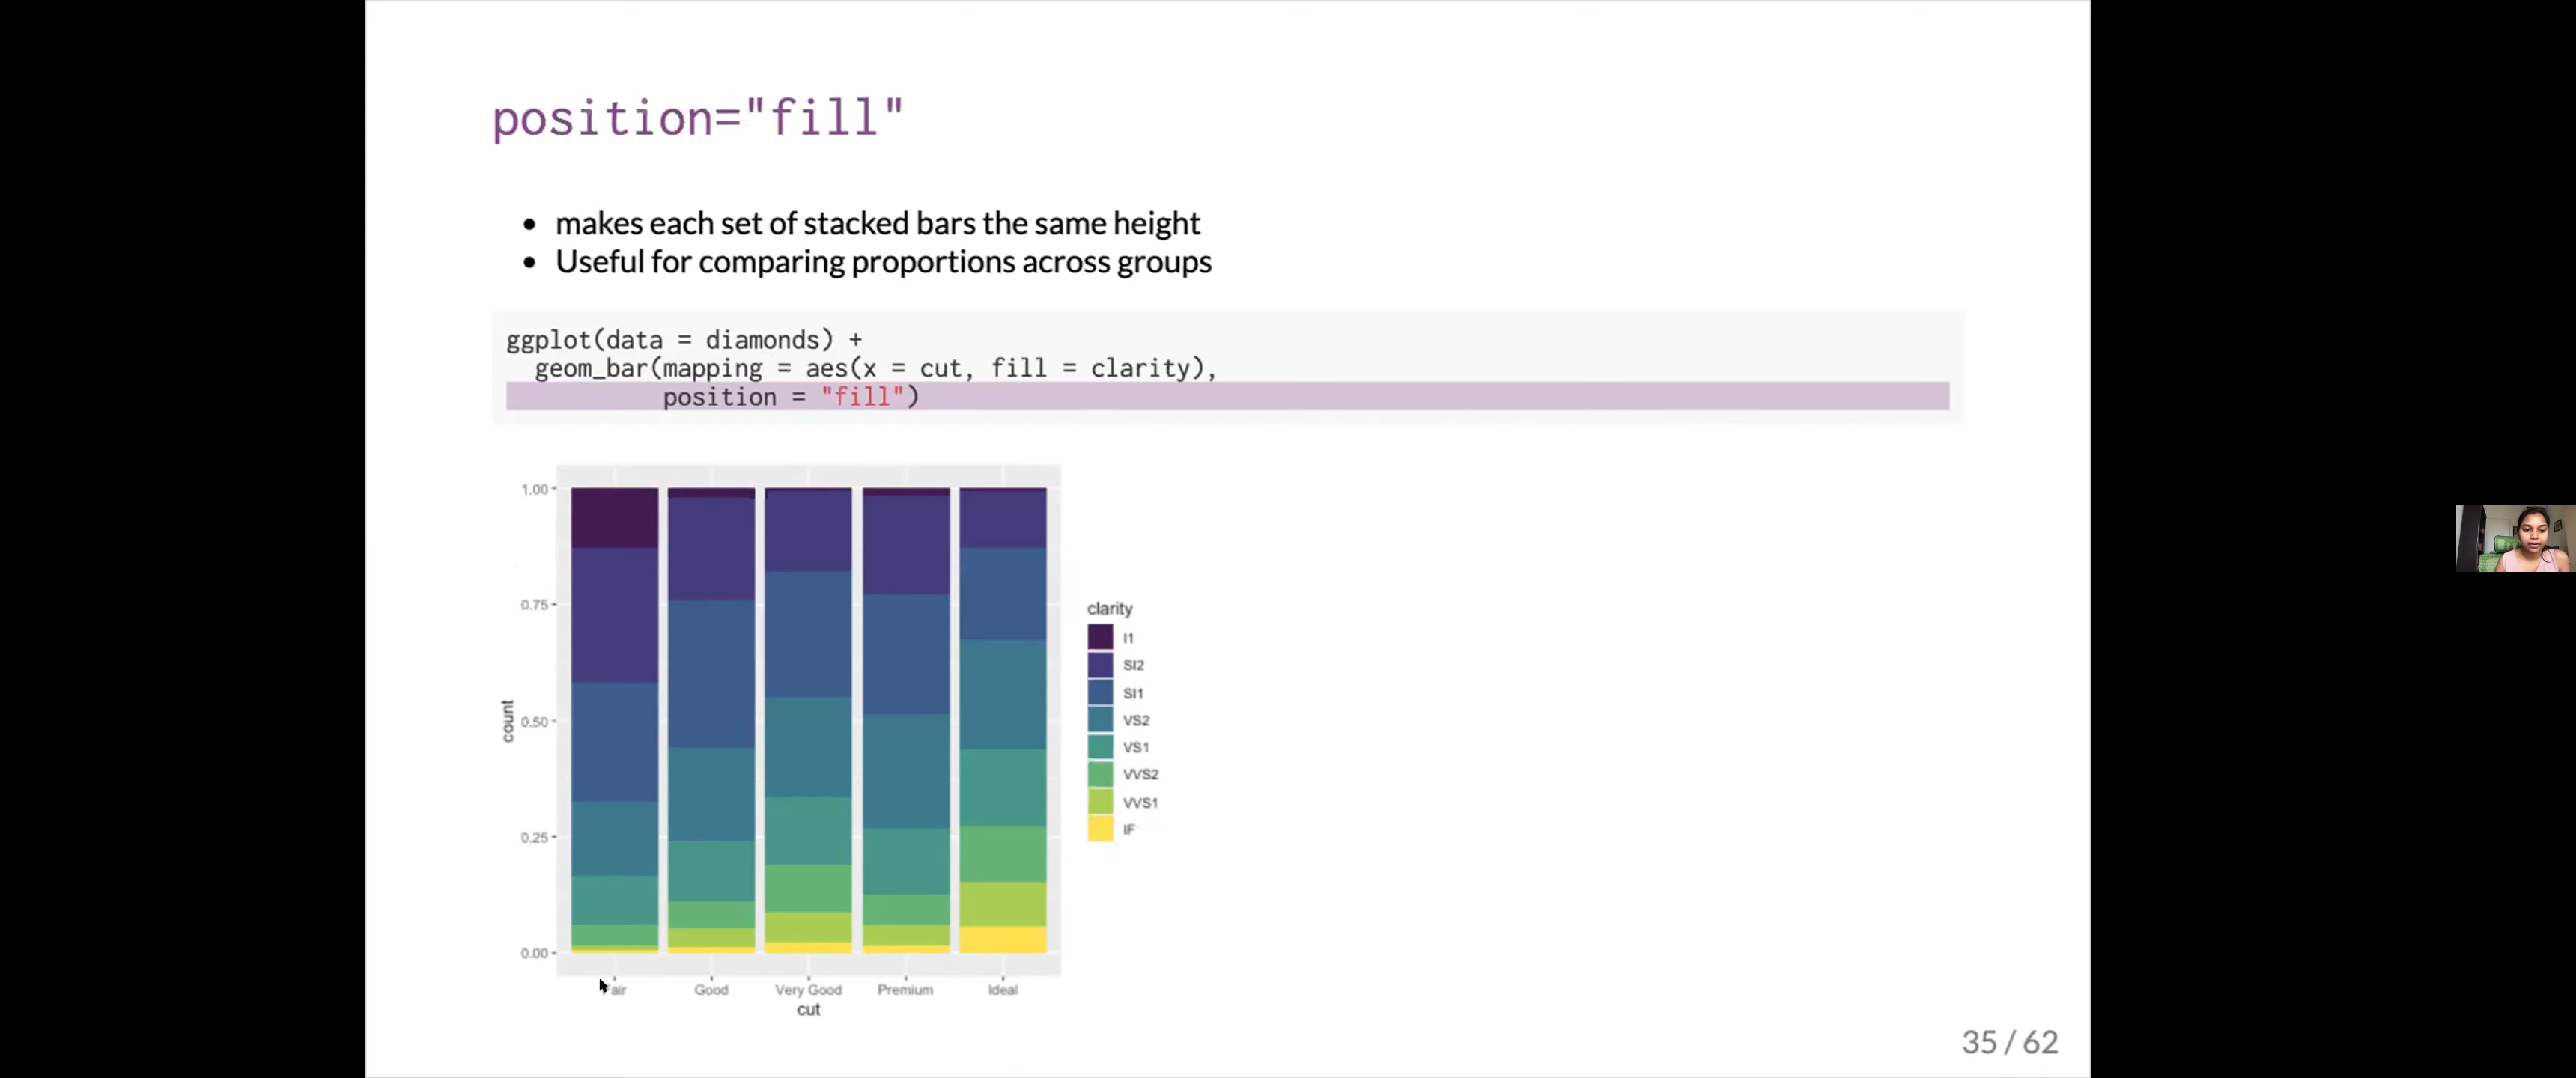 position="fill"
• makes each set of stacked bars the same height
• Useful for comparing proportions across groups
ggplot(data = diamonds) +
  geom_bar(mapping = aes(x = cut, fill = clarity),
           position = "fill")
1.00
0.75
0.50
0.25
0.00
count
air
Good
Very Good
Premium
Ideal
cut
clarity
I1
SI2
SI1
VS2
VS1
VVS2
VVS1
IF
35 / 62